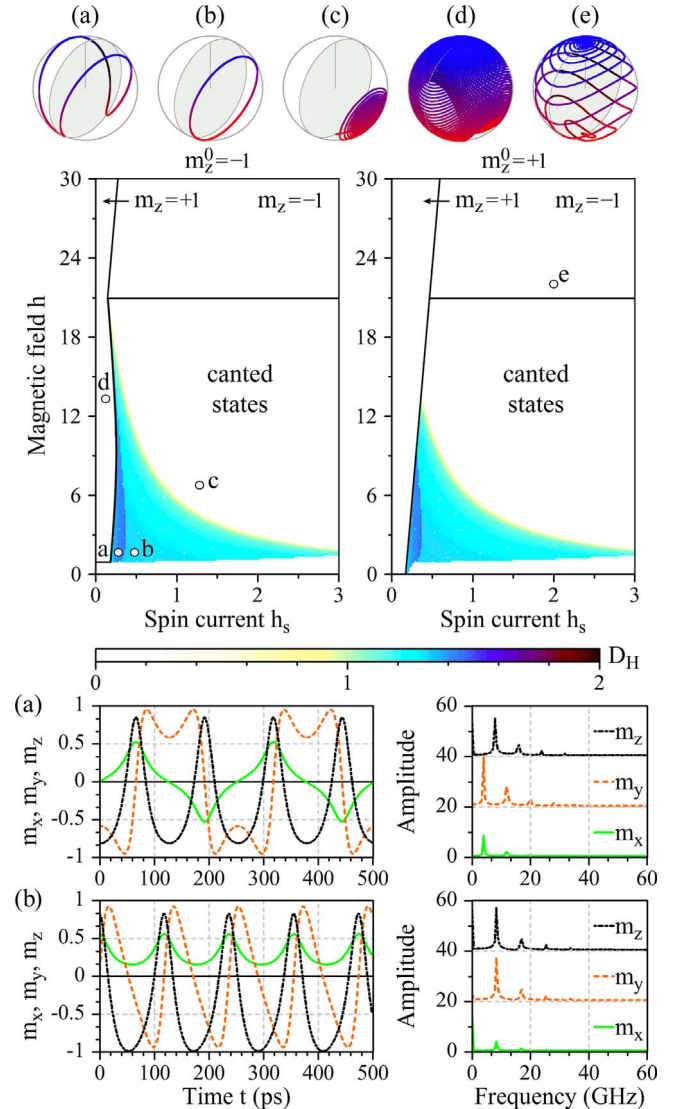 (a) (b) (c) (d) (e)
m_z^0=−1 m_z^0=+1
30
24
18
12
6
0
Magnetic field h
← m_z=+1 m_z=−1
canted
states
d
c
a b
0 1 2 3
Spin current h_s
30
24
18
12
6
0
← m_z=+1 m_z=−1
e
canted
states
0 1 2 3
Spin current h_s
D_H
0 1 2
(a)
m_x, m_y, m_z
1
0.5
0
-0.5
-1
0 100 200 300 400 500
Amplitude
60
40
20
0
m_z
m_y
m_x
0 20 40 60
(b)
m_x, m_y, m_z
1
0.5
0
-0.5
-1
0 100 200 300 400 500
Time t (ps)
Amplitude
60
40
20
0
m_z
m_y
m_x
0 20 40 60
Frequency (GHz)